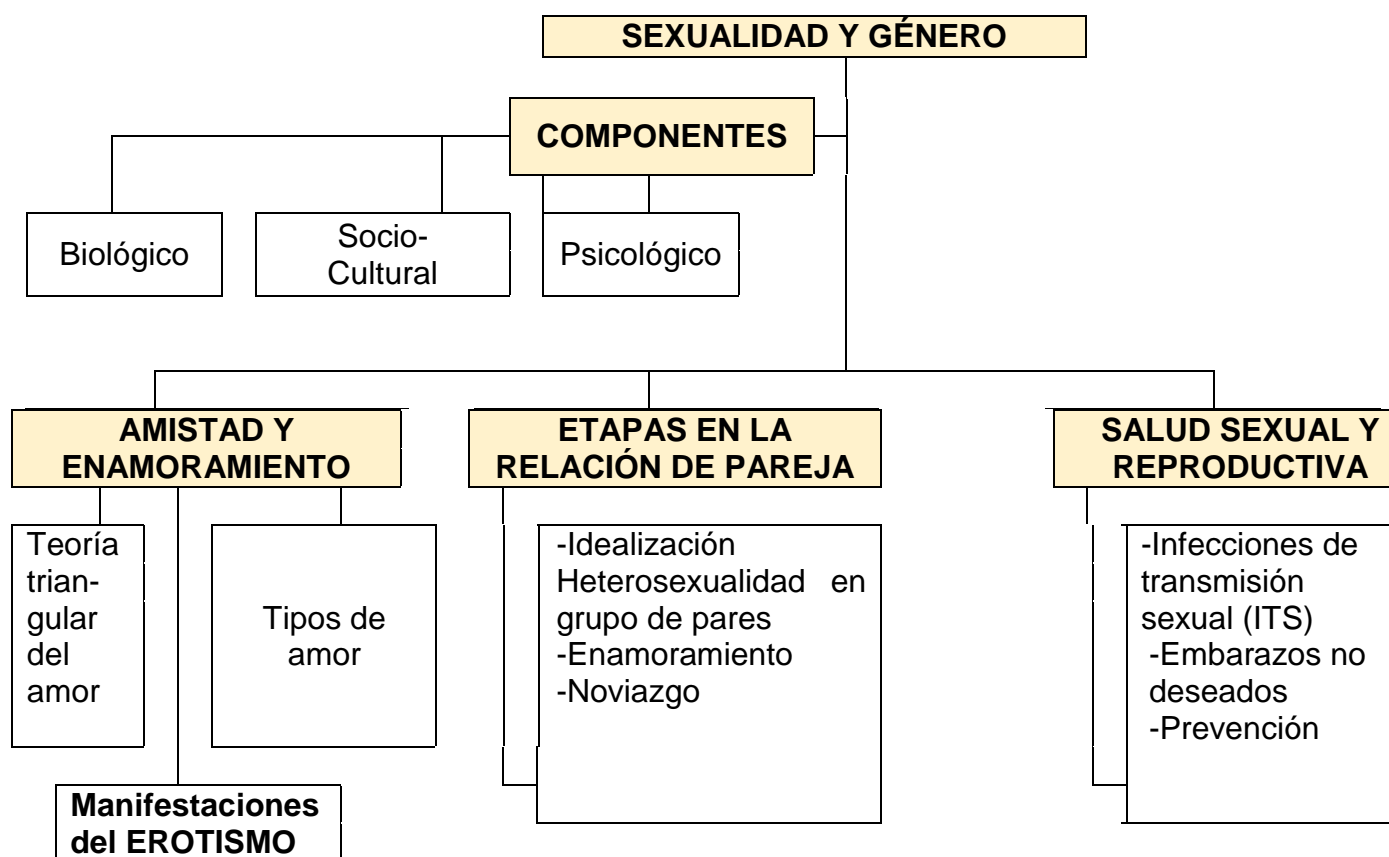 SEXUALIDAD Y GÉNERO
COMPONENTES
Biológico
Socio-
Cultural
Psicológico
AMISTAD Y
ENAMORAMIENTO
Teoría
trian-
gular
del
amor
Tipos de
amor
Manifestaciones
del EROTISMO
ETAPAS EN LA
RELACIÓN DE PAREJA
-Idealización
Heterosexualidad en
grupo de pares
-Enamoramiento
-Noviazgo
SALUD SEXUAL Y
REPRODUCTIVA
-Infecciones de
transmisión
sexual (ITS)
-Embarazos no
deseados
-Prevención